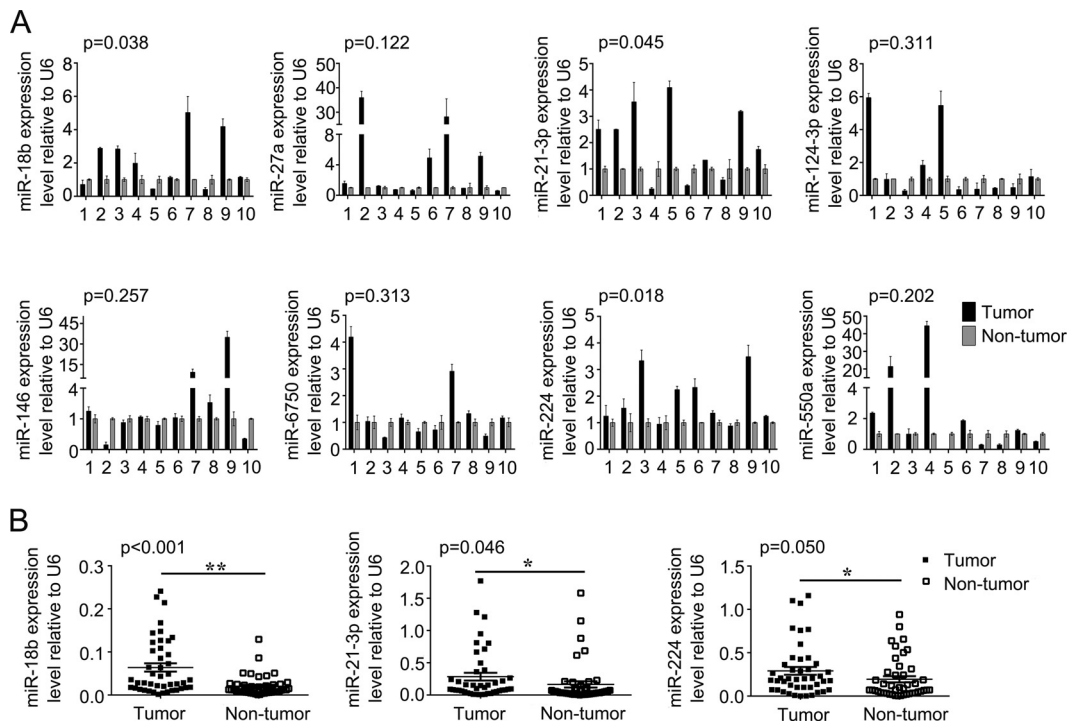 A
p=0.038
miR-18b expression
level relative to U6
8
6
4
2
0
1 2 3 4 5 6 7 8 9 10
p=0.122
miR-27a expression
level relative to U6
50
40
30
20
8
4
0
1 2 3 4 5 6 7 8 9 10
p=0.045
miR-21-3p expression
level relative to U6
5
4
3
2
1
0
1 2 3 4 5 6 7 8 9 10
p=0.311
miR-124-3p expression
level relative to U6
8
6
4
2
0
1 2 3 4 5 6 7 8 9 10
p=0.257
miR-146 expression
level relative to U6
45
30
15
4
2
0
1 2 3 4 5 6 7 8 9 10
p=0.313
miR-6750 expression
level relative to U6
5
4
3
2
1
0
1 2 3 4 5 6 7 8 9 10
p=0.018
miR-224 expression
level relative to U6
5
4
3
2
1
0
1 2 3 4 5 6 7 8 9 10
p=0.202
miR-550a expression
level relative to U6
50
40
30
20
4
2
0
1 2 3 4 5 6 7 8 9 10
Tumor
Non-tumor
B
p<0.001
miR-18b expression
level relative to U6
0.3
0.2
0.1
0.0
**
Tumor Non-tumor
p=0.046
miR-21-3p expression
level relative to U6
2.0
1.5
1.0
0.5
0.0
*
Tumor Non-tumor
p=0.050
miR-224 expression
level relative to U6
1.5
1.0
0.5
0.0
*
Tumor Non-tumor
Tumor
Non-tumor